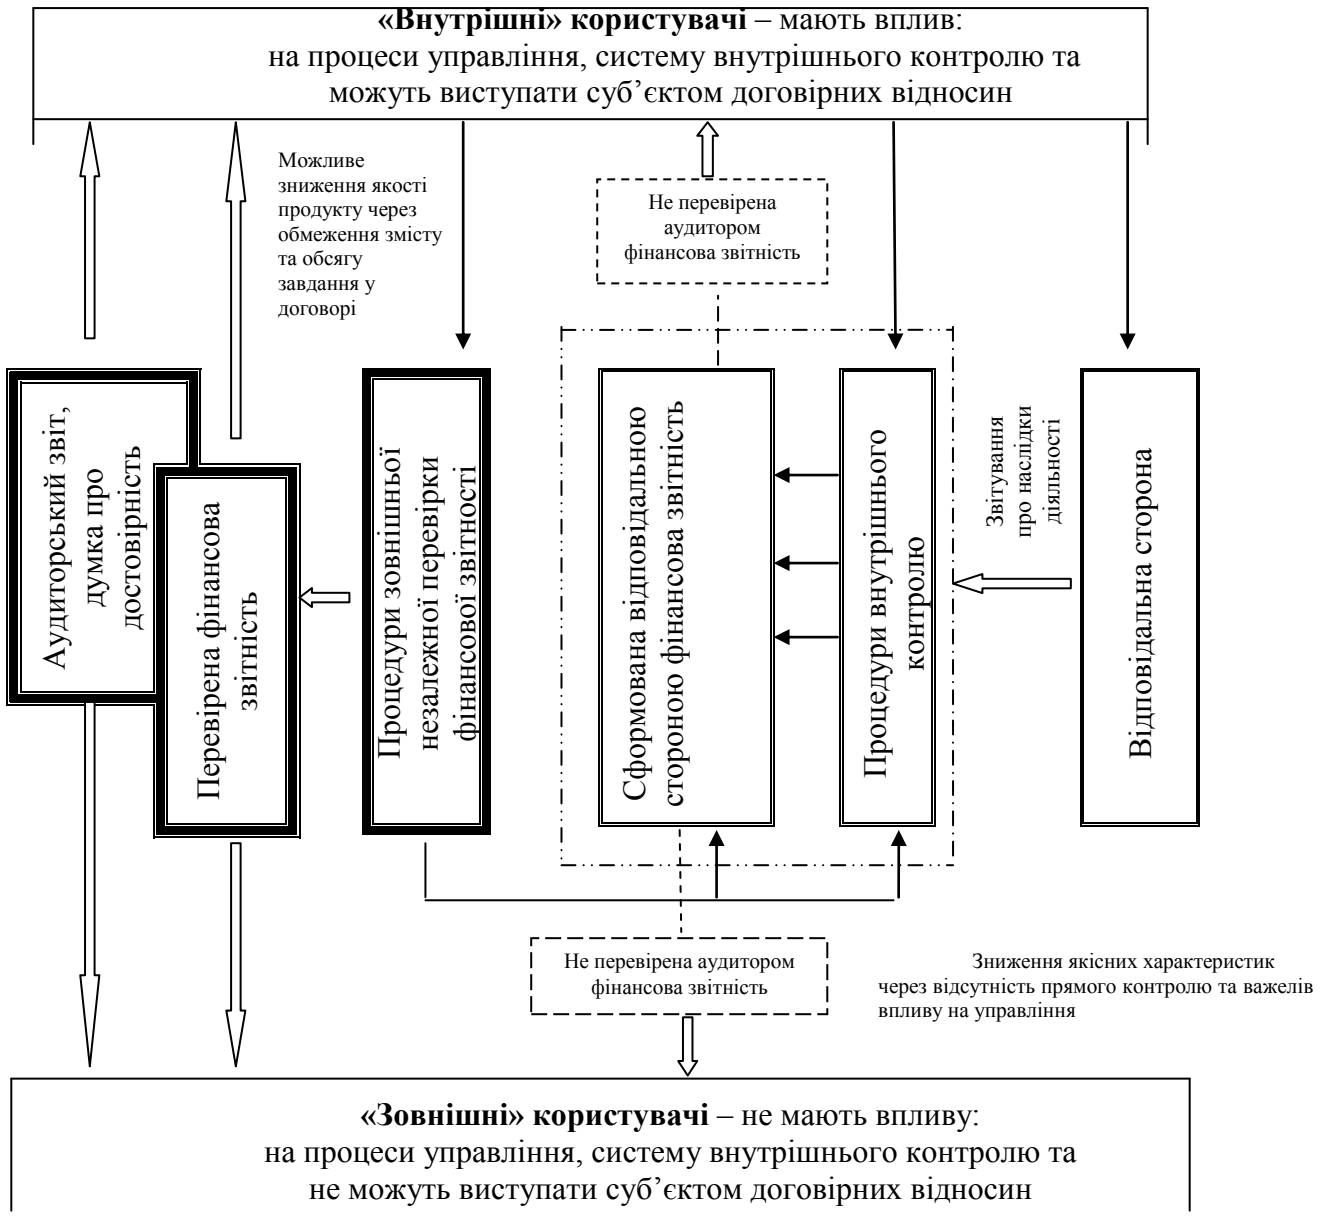 «Внутрішні» користувачі – мають вплив:
на процеси управління, систему внутрішнього контролю та
можуть виступати суб’єктом договірних відносин
Можливе
зниження якості
продукту через
обмеження змісту
та обсягу
завдання у
договорі
Не перевірена
аудитором
фінансова звітність
Аудиторський звіт,
думка про
достовірність
Перевірена фінансова
звітність
Процедури зовнішньої
незалежної перевірки
фінансової звітності
Сформована відповідальною
стороною фінансова звітність
Процедури внутрішнього
контролю
Звітування
про наслідки
діяльності
Відповідальна сторона
Не перевірена аудитором
фінансова звітність
Зниження якісних характеристик
через відсутність прямого контролю та важелів
впливу на управління
«Зовнішні» користувачі – не мають впливу:
на процеси управління, систему внутрішнього контролю та
не можуть виступати суб’єктом договірних відносин